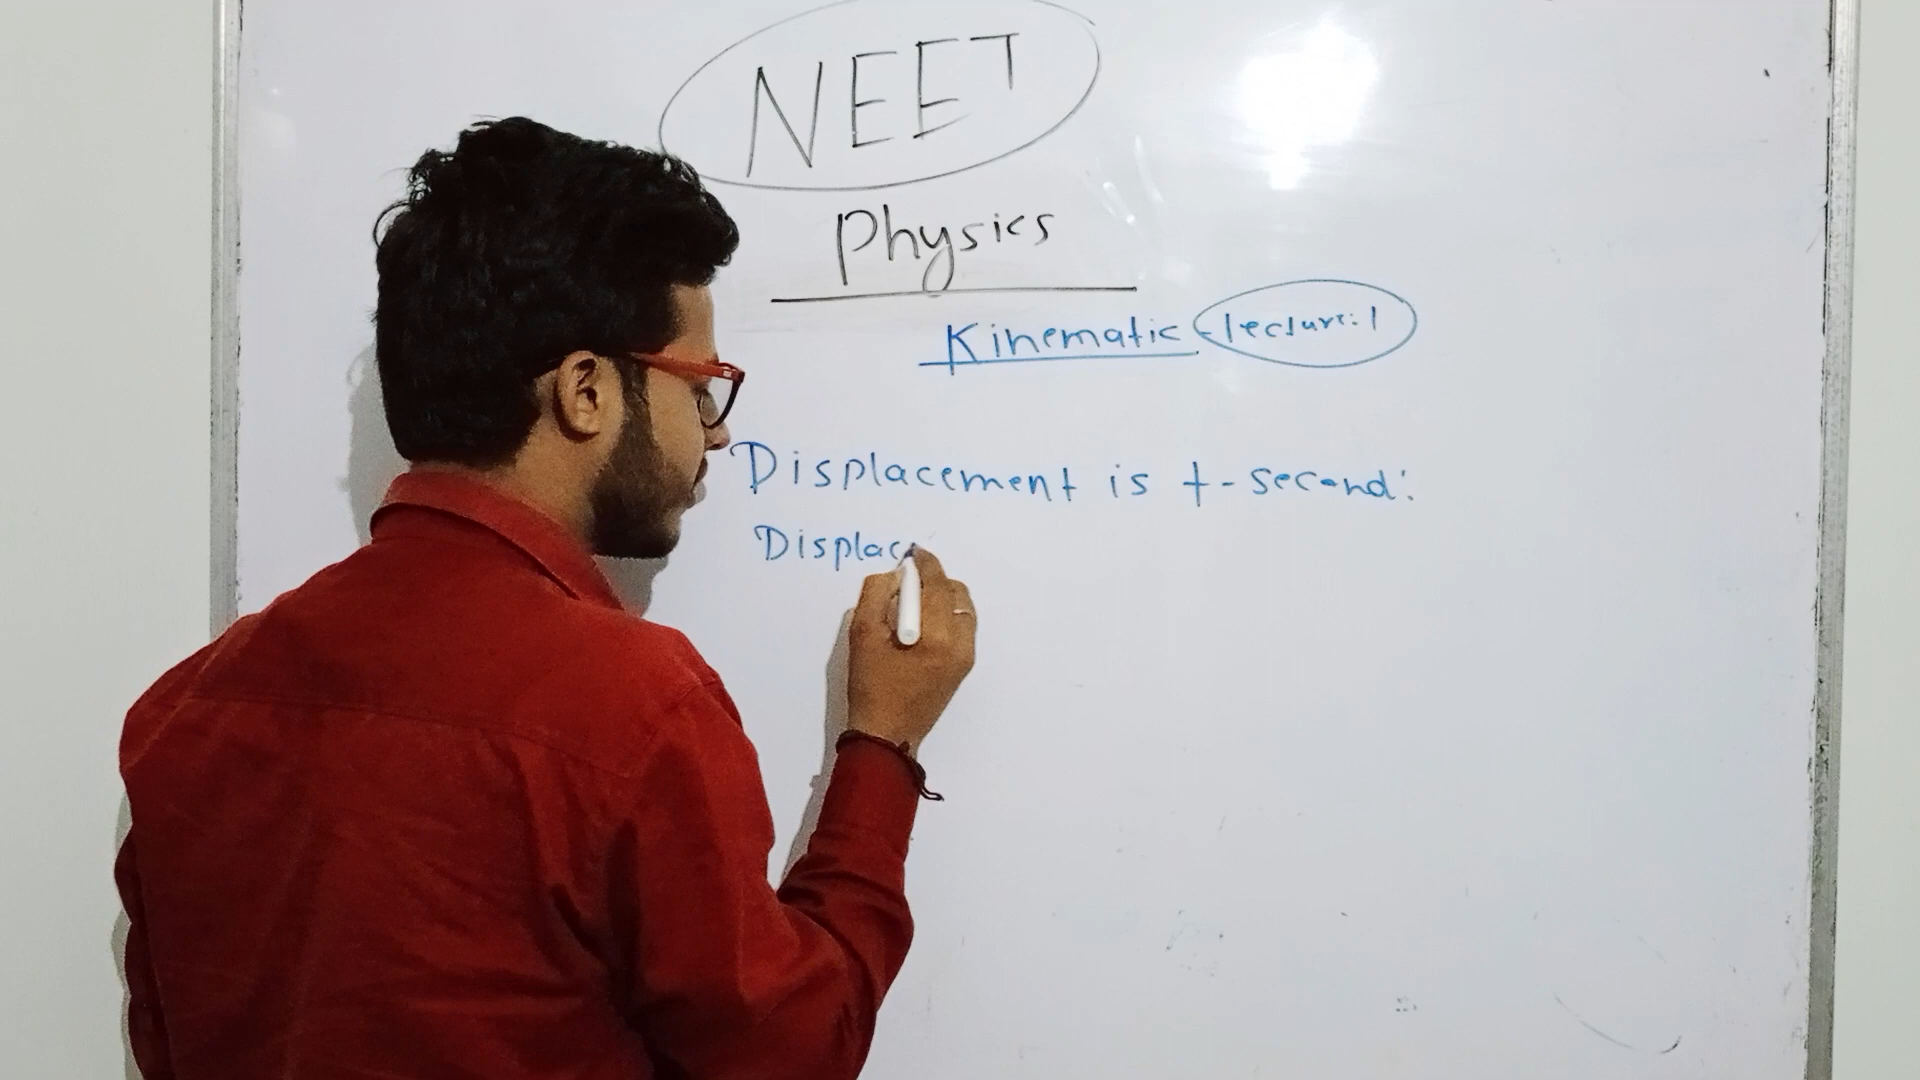 NEET
Physics
Kinematic - lecture: 1
Displacement is t- second:
Displac